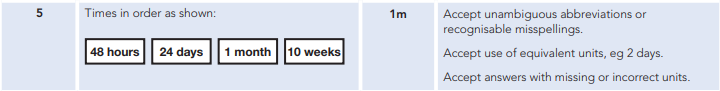 5
Times in order as shown:
48 hours
24 days
1 month
10 weeks
1m
Accept unambiguous abbreviations or
recognisable misspellings.
Accept use of equivalent units, eg 2 days.
Accept answers with missing or incorrect units.